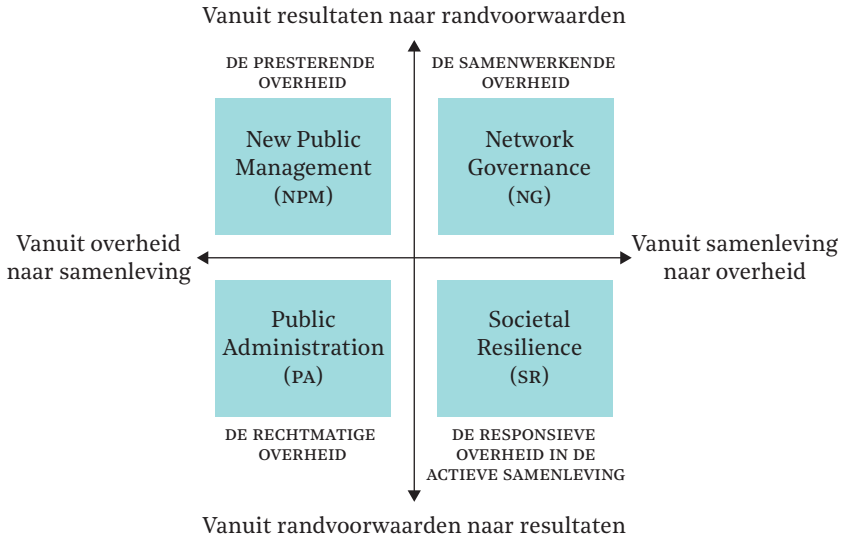 Vanuit resultaten naar randvoorwaarden
DE PRESTERENDE
OVERHEID
DE SAMENWERKENDE
OVERHEID
New Public
Management
(NPM)
Network
Governance
(NG)
Vanuit overheid
naar samenleving
Vanuit samenleving
naar overheid
Public
Administration
(PA)
Societal
Resilience
(SR)
DE RECHTMATIGE
OVERHEID
DE RESPONSIEVE
OVERHEID IN DE
ACTIEVE SAMENLEVING
Vanuit randvoorwaarden naar resultaten